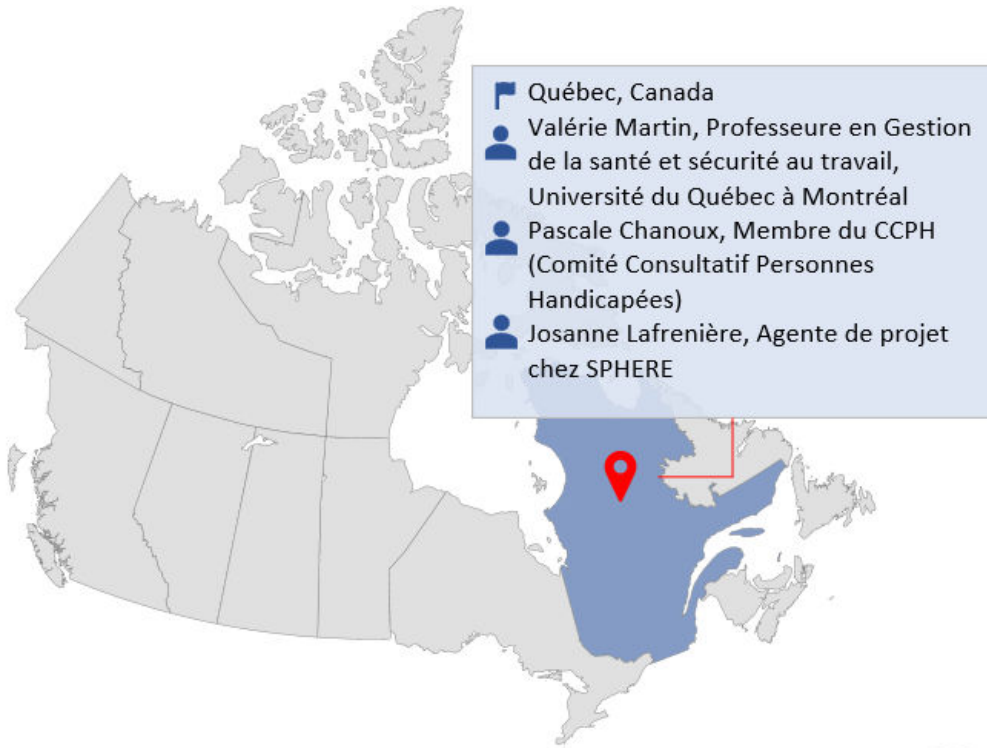 Québec, Canada
Valérie Martin, Professeure en Gestion
de la santé et sécurité au travail,
Université du Québec à Montréal
Pascale Chanoux, Membre du CCPH
(Comité Consultatif Personnes
Handicapées)
Josanne Lafrenière, Agente de projet
chez SPHERE